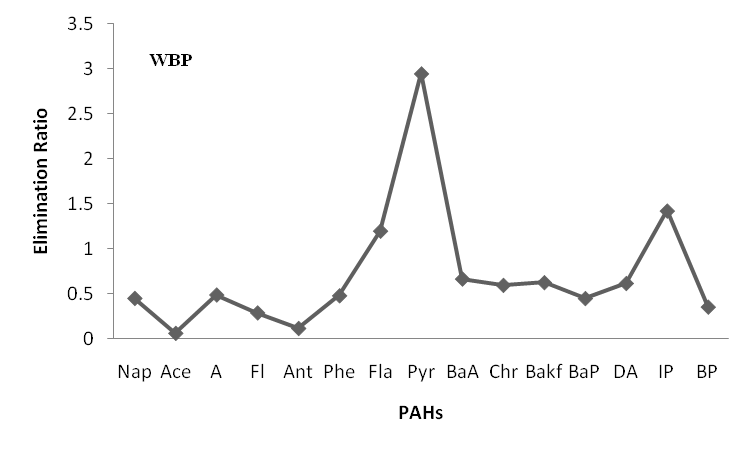 3.5
WBP
3
2.5
2
1.5
1
0.5
0
Elimination Ratio
Nap Ace A Fl Ant Phe Fla Pyr BaA Chr Bakf BaP DA IP BP
PAHs